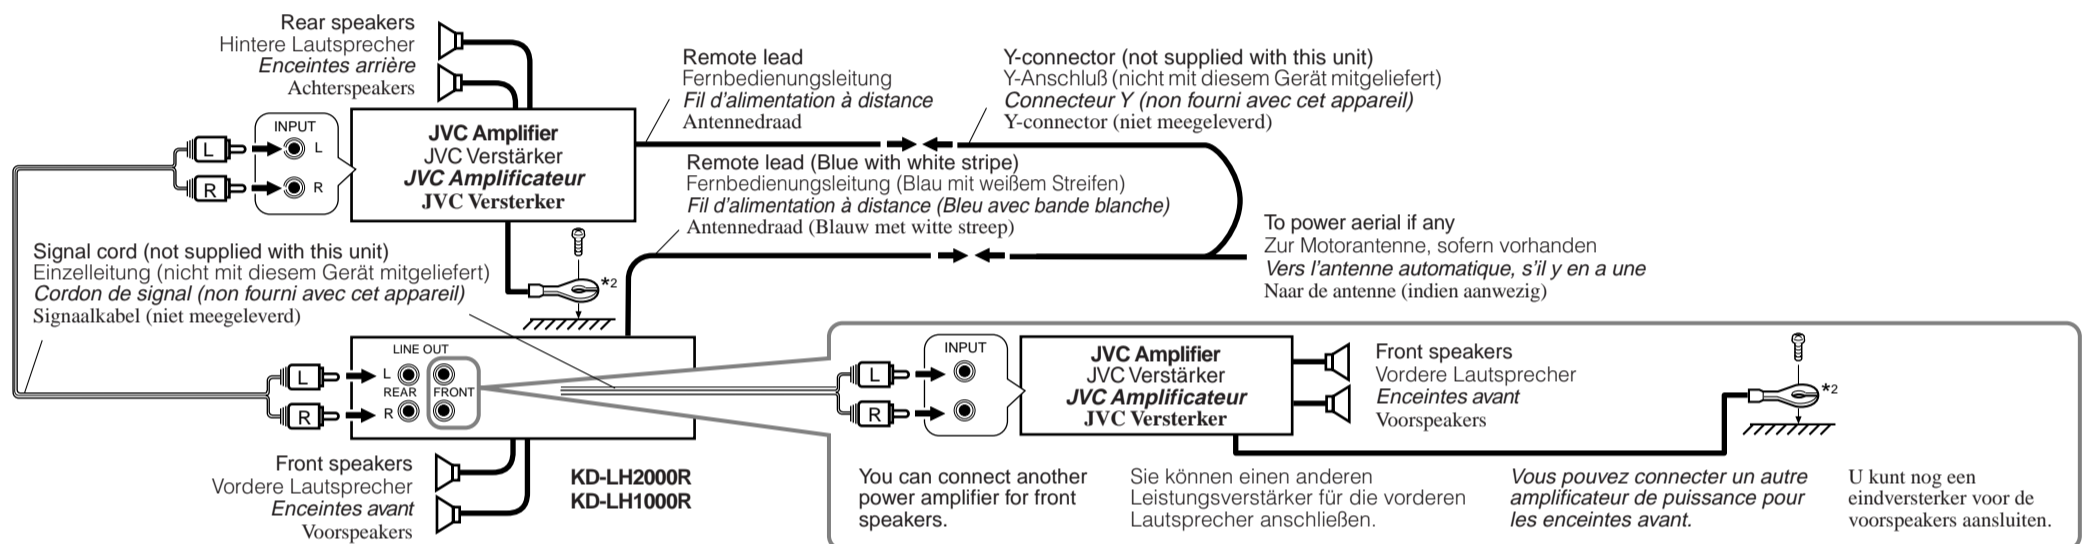 Rear speakers
Hintere Lautsprecher
Enceintes arrière
Achterspeakers
INPUT
L
L
R
R
JVC Amplifier
JVC Verstärker
JVC Amplificateur
JVC Versterker
Remote lead
Fernbedienungsleitung
Fil d'alimentation à distance
Antennedraad
Y-connector (not supplied with this unit)
Y-Anschluß (nicht mit diesem Gerät mitgeliefert)
Connecteur Y (non fourni avec cet appareil)
Y-connector (niet meegeleverd)
Remote lead (Blue with white stripe)
Fernbedienungsleitung (Blau mit weißem Streifen)
Fil d'alimentation à distance (Bleu avec bande blanche)
Antennedraad (Blauw met witte streep)
To power aerial if any
Zur Motorantenne, sofern vorhanden
Vers l'antenne automatique, s'il y en a une
Naar de antenne (indien aanwezig)
Signal cord (not supplied with this unit)
Einzelleitung (nicht mit diesem Gerät mitgeliefert)
Cordon de signal (non fourni avec cet appareil)
Signaalkabel (niet meegeleverd)
*2
LINE OUT
L
L
REAR
FRONT
R
R
Front speakers
Vordere Lautsprecher
Enceintes avant
Voorspeakers
KD-LH2000R
KD-LH1000R
L
R
INPUT
JVC Amplifier
JVC Verstärker
JVC Amplificateur
JVC Versterker
Front speakers
Vordere Lautsprecher
Enceintes avant
Voorspeakers
*2
You can connect another
power amplifier for front
speakers.
Sie können einen anderen
Leistungsverstärker für die vorderen
Lautsprecher anschließen.
Vous pouvez connecter un autre
amplificateur de puissance pour
les enceintes avant.
U kunt nog een
eindversterker voor de
voorspeakers aansluiten.